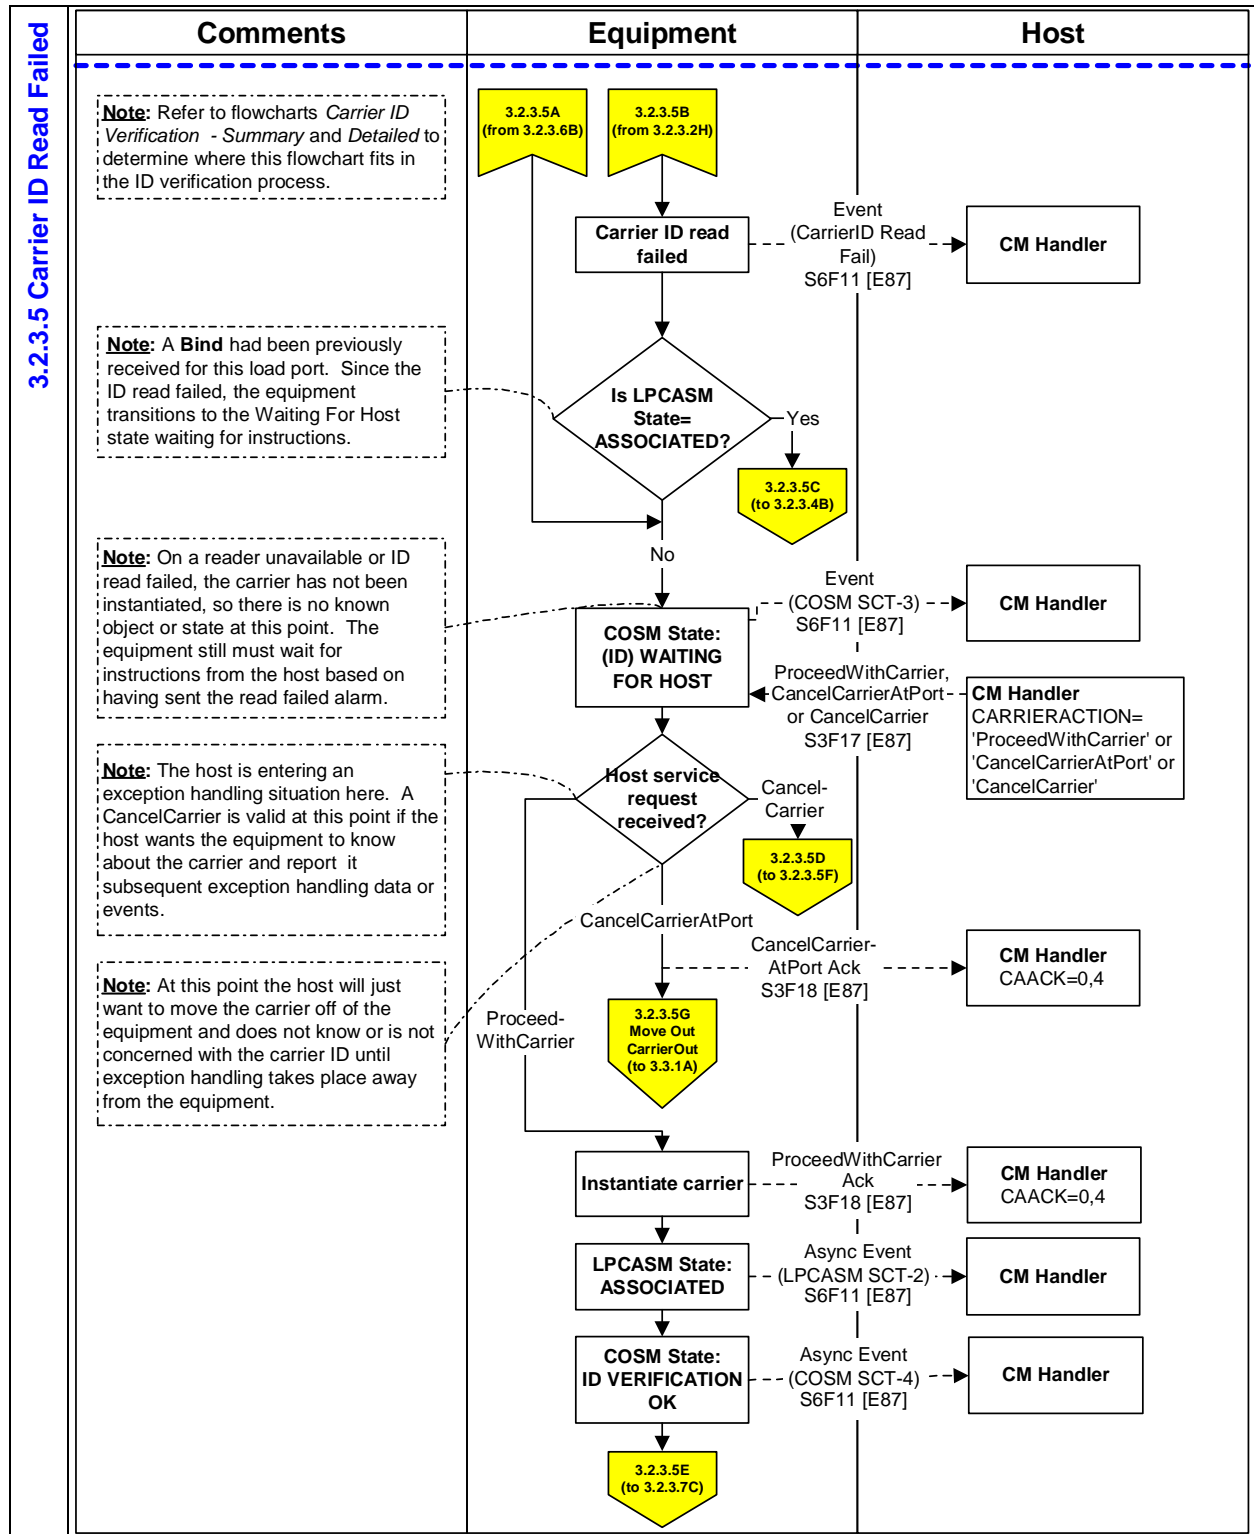 3.2.3.5 Carrier ID Read Failed
Comments
Equipment
Host
Note: Refer to flowcharts Carrier ID
Verification - Summary and Detailed to
determine where this flowchart fits in
the ID verification process.
3.2.3.5A
(from 3.2.3.6B)
3.2.3.5B
(from 3.2.3.2H)
Carrier ID read
failed
Event
(CarrierID Read
Fail)
S6F11 [E87]
CM Handler
Note: A Bind had been previously
received for this load port. Since the
ID read failed, the equipment
transitions to the Waiting For Host
state waiting for instructions.
Is LPCASM
State=
ASSOCIATED?
Yes
3.2.3.5C
(to 3.2.3.4B)
No
Note: On a reader unavailable or ID
read failed, the carrier has not been
instantiated, so there is no known
object or state at this point. The
equipment still must wait for
instructions from the host based on
having sent the read failed alarm.
COSM State:
(ID) WAITING
FOR HOST
Event
(COSM SCT-3)
S6F11 [E87]
CM Handler
ProceedWithCarrier,
CancelCarrierAtPort
or CancelCarrier
S3F17 [E87]
CM Handler
CARRIERACTION=
'ProceedWithCarrier' or
'CancelCarrierAtPort' or
'CancelCarrier'
Note: The host is entering an
exception handling situation here. A
CancelCarrier is valid at this point if the
host wants the equipment to know
about the carrier and report it
subsequent exception handling data or
events.
Host service
request
received?
Cancel-
Carrier
3.2.3.5D
(to 3.2.3.5F)
CancelCarrierAtPort
CancelCarrier-
AtPort Ack
S3F18 [E87]
CM Handler
CAACK=0,4
Note: At this point the host will just
want to move the carrier off of the
equipment and does not know or is not
concerned with the carrier ID until
exception handling takes place away
from the equipment.
Proceed-
WithCarrier
3.2.3.5G
Move Out
CarrierOut
(to 3.3.1A)
Instantiate carrier
ProceedWithCarrier
Ack
S3F18 [E87]
CM Handler
CAACK=0,4
LPCASM State:
ASSOCIATED
Async Event
(LPCASM SCT-2)
S6F11 [E87]
CM Handler
COSM State:
ID VERIFICATION
OK
Async Event
(COSM SCT-4)
S6F11 [E87]
CM Handler
3.2.3.5E
(to 3.2.3.7C)